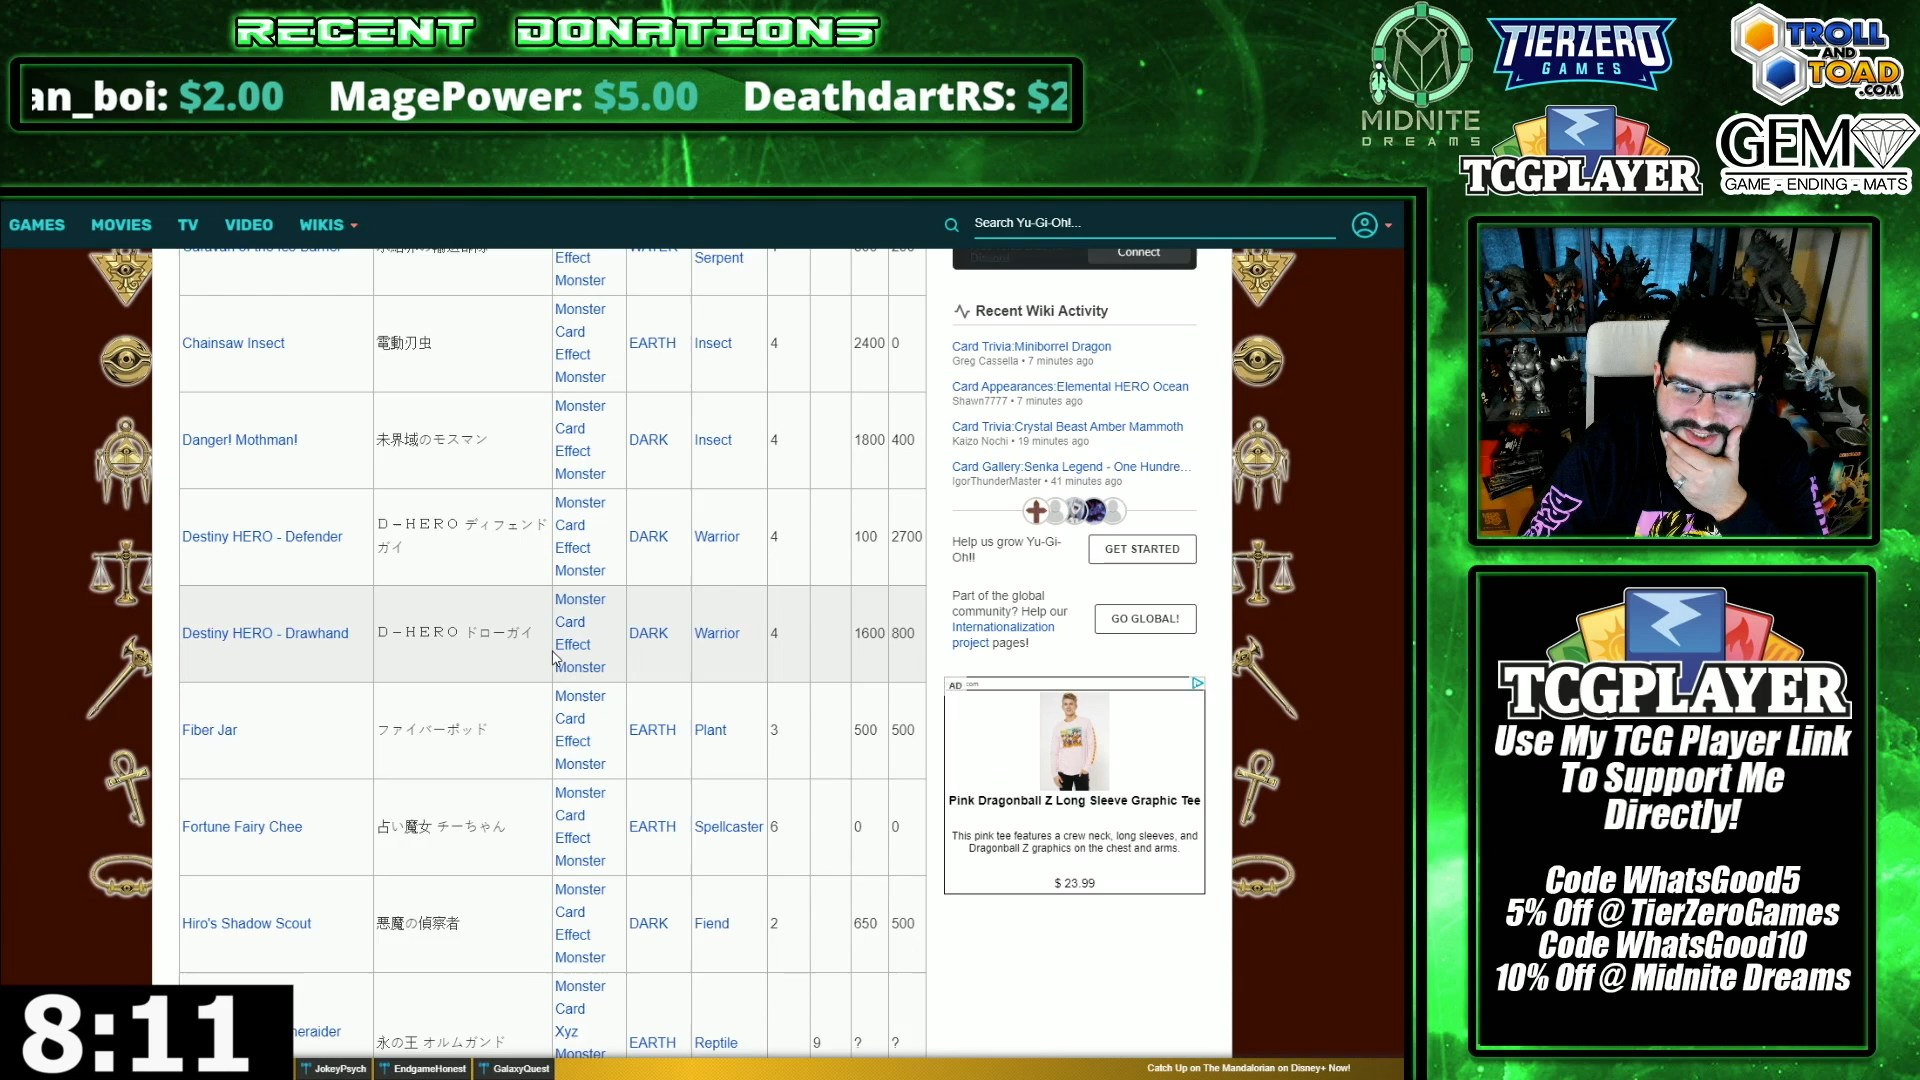 RECENT DONATIONS
an_boi: $2.00 MagePower: $5.00 DeathdartRS: $2
MIDNITE
DREAMS
TIERZERO
GAMES
TROLL
AND
TOAD
.COM
TCGPLAYER
GEM
GAME-ENDING-MATS
GAMES MOVIES TV VIDEO WIKIS
Search Yu-Gi-Oh!...
Effect
Monster
Serpent
Chainsaw Insect 電動刃虫 Monster Card Effect Monster EARTH Insect 4 2400 0
Danger! Mothman! 未界域のモスマン Monster Card Effect Monster DARK Insect 4 1800 400
Destiny HERO - Defender D-HERO ディフェンドガイ Monster Card Effect Monster DARK Warrior 4 100 2700
Destiny HERO - Drawhand D-HERO ドローガイ Monster Card Effect Monster DARK Warrior 4 1600 800
Fiber Jar ファイバーポッド Monster Card Effect Monster EARTH Plant 3 500 500
Fortune Fairy Chee 占い魔女 チーちゃん Monster Card Effect Monster EARTH Spellcaster 6 0 0
Hiro's Shadow Scout 悪魔の偵察者 Monster Card Effect Monster DARK Fiend 2 650 500
neraider 永の王 オルムガンド Monster Card Xyz Monster EARTH Reptile 9 ? ?
Connect
Recent Wiki Activity
Card Trivia:Miniborrel Dragon
Greg Cassella • 7 minutes ago
Card Appearances:Elemental HERO Ocean
Shawn7777 • 7 minutes ago
Card Trivia:Crystal Beast Amber Mammoth
Kaizo Nochi • 19 minutes ago
Card Gallery:Senka Legend - One Hundre...
IgorThunderMaster • 41 minutes ago
Help us grow Yu-Gi-
Oh!!
GET STARTED
Part of the global
community? Help our
Internationalization
project pages!
GO GLOBAL!
AD
Pink Dragonball Z Long Sleeve Graphic Tee
This pink tee features a crew neck, long sleeves, and
Dragonball Z graphics on the chest and arms.
$ 23.99
TCGPLAYER
Use My TCG Player Link
To Support Me
Directly!
Code WhatsGood5
5% Off @ TierZeroGames
Code WhatsGood10
10% Off @ Midnite Dreams
8:11
JokeyPsych EndgameHonest GalaxyQuest
Catch Up on The Mandalorian on Disney+ Now!